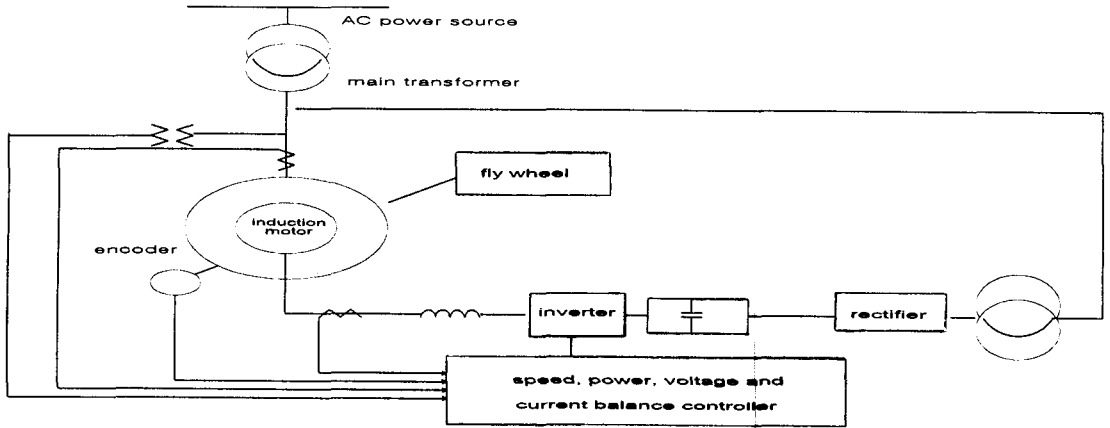 AC power source
main transformer
fly wheel
induction
motor
encoder
inverter
rectifier
speed, power, voltage and
current balance controller